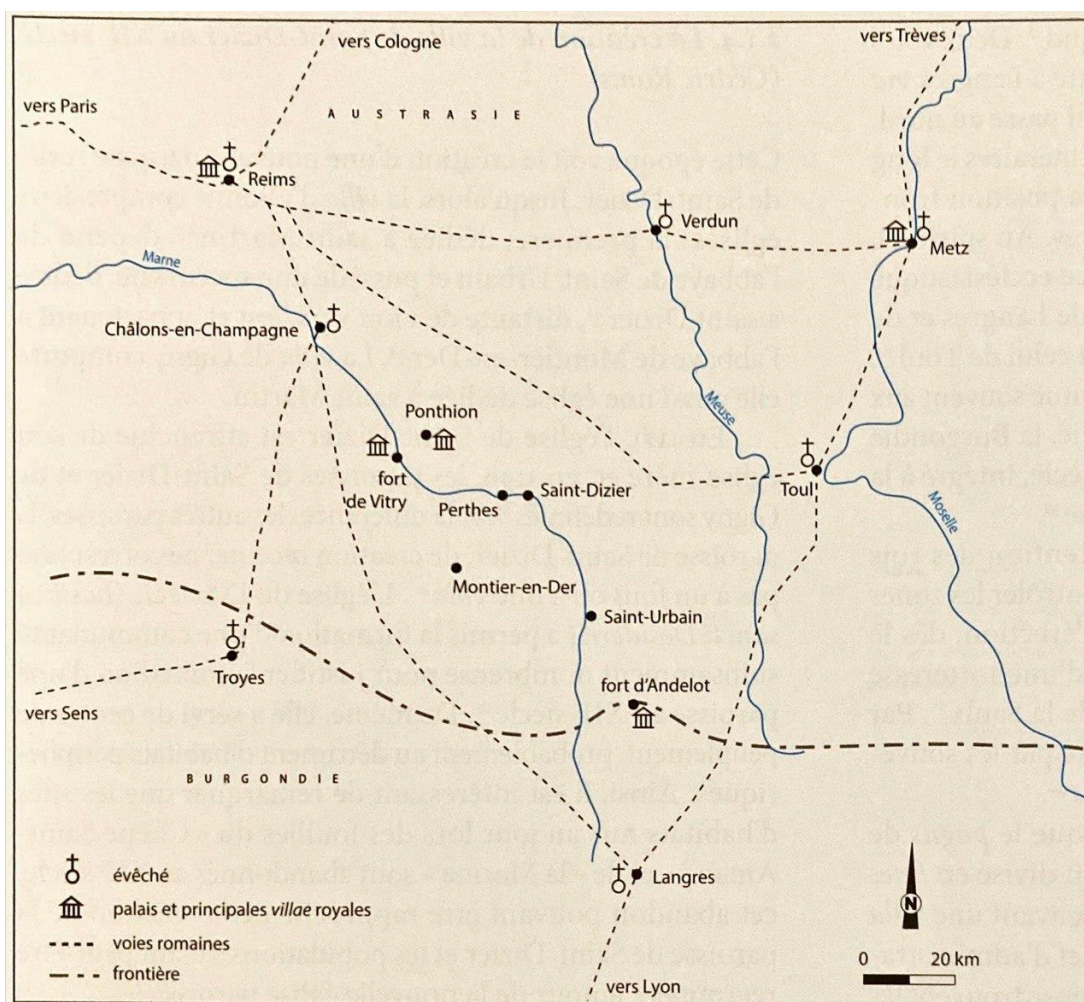 vers Cologne
vers Trèves
vers Paris
AUSTRASIE
Reims
Verdun
Metz
Marne
Châlons-en-Champagne
Meuse
Ponthion
fort
de Vitry
Perthes
Saint-Dizier
Toul
Moselle
Montier-en-Der
Saint-Urbain
Troyes
fort d'Andelot
vers Sens
BURGONDIE
Langres
évêché
palais et principales villae royales
voies romaines
frontière
vers Lyon
N
0 20 km